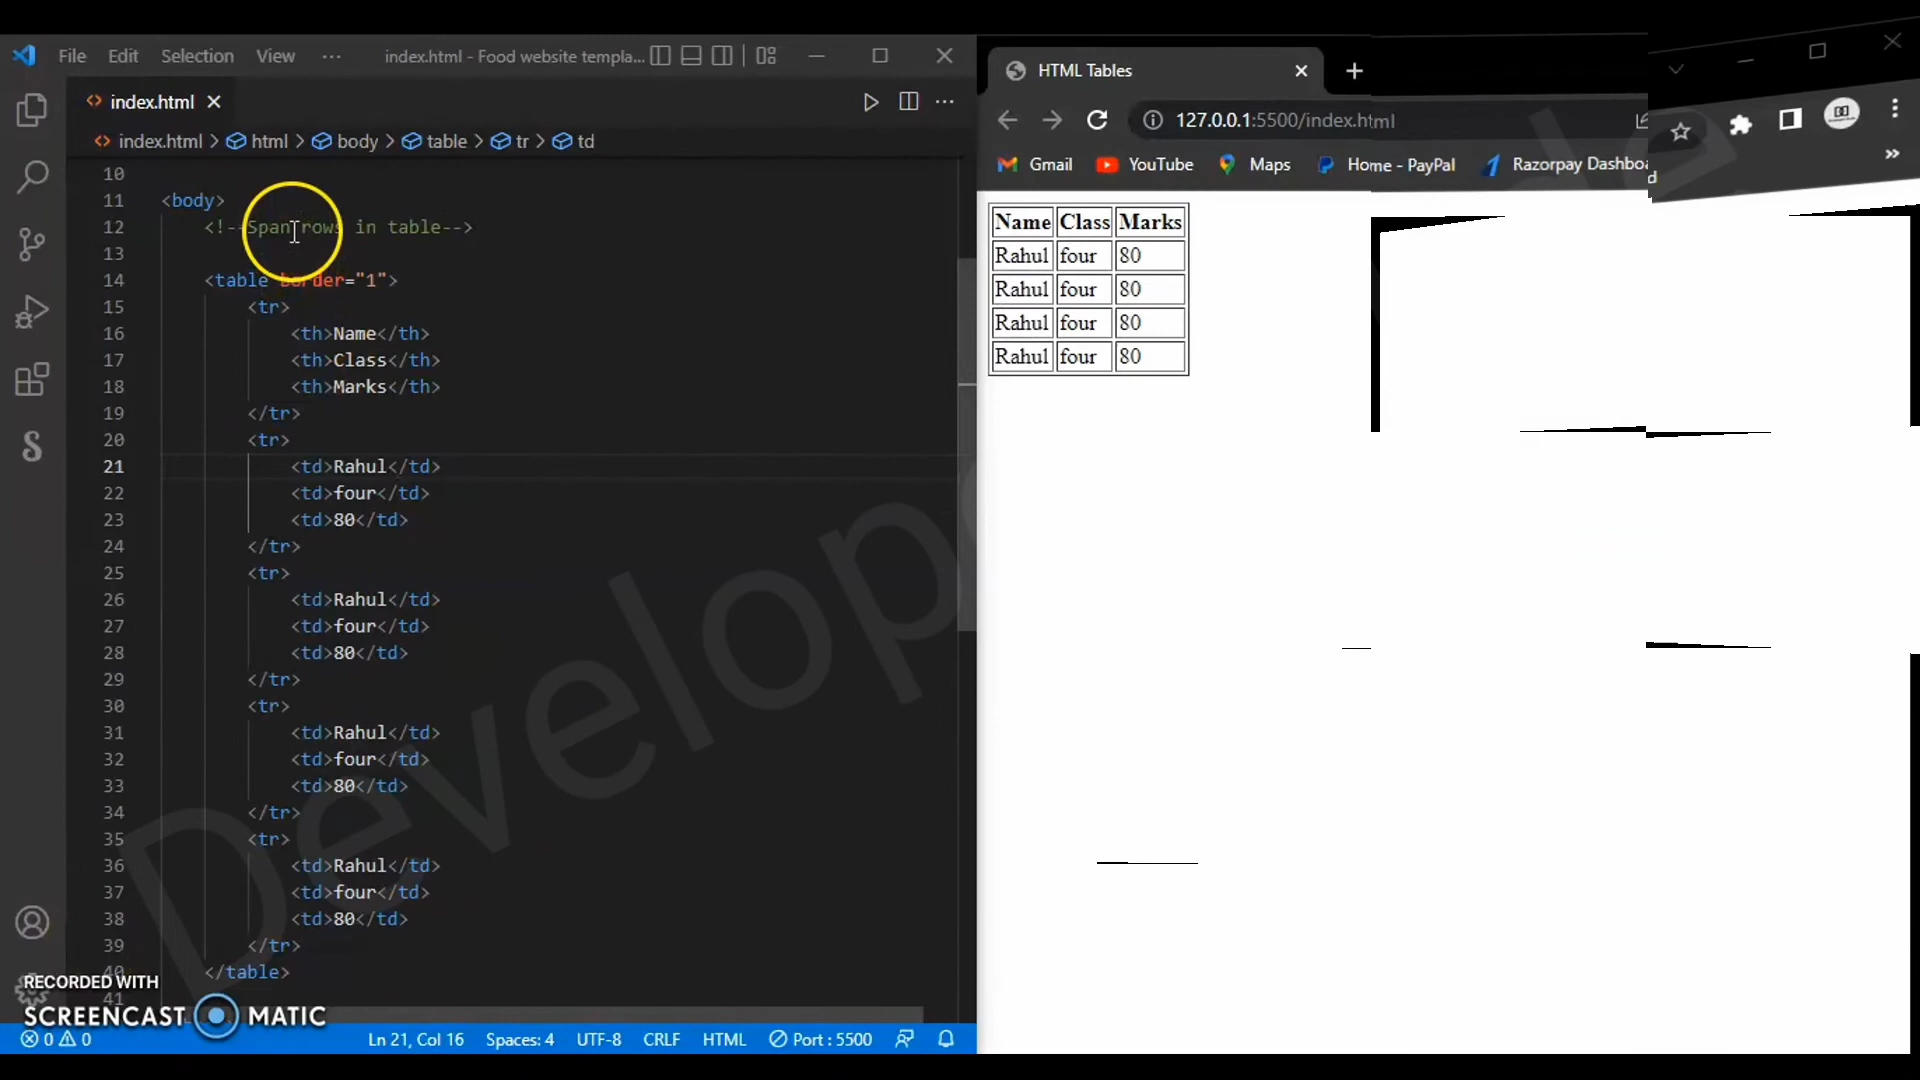 File Edit Selection View ··· index.html - Food website templa...
index.html
index.html > html > body > table > tr > td
10
11 <body>
12 <!--Span rows in table-->
13
14 <table border="1">
15 <tr>
16 <th>Name</th>
17 <th>Class</th>
18 <th>Marks</th>
19 </tr>
20 <tr>
21 <td>Rahul</td>
22 <td>four</td>
23 <td>80</td>
24 </tr>
25 <tr>
26 <td>Rahul</td>
27 <td>four</td>
28 <td>80</td>
29 </tr>
30 <tr>
31 <td>Rahul</td>
32 <td>four</td>
33 <td>80</td>
34 </tr>
35 <tr>
36 <td>Rahul</td>
37 <td>four</td>
38 <td>80</td>
39 </tr>
40 </table>
41
RECORDED WITH
SCREENCAST MATIC
0 0 Ln 21, Col 16 Spaces: 4 UTF-8 CRLF HTML Port : 5500
HTML Tables
127.0.0.1:5500/index.html
Gmail YouTube Maps Home - PayPal Razorpay Dashboa
d
Name Class Marks
Rahul four 80
Rahul four 80
Rahul four 80
Rahul four 80